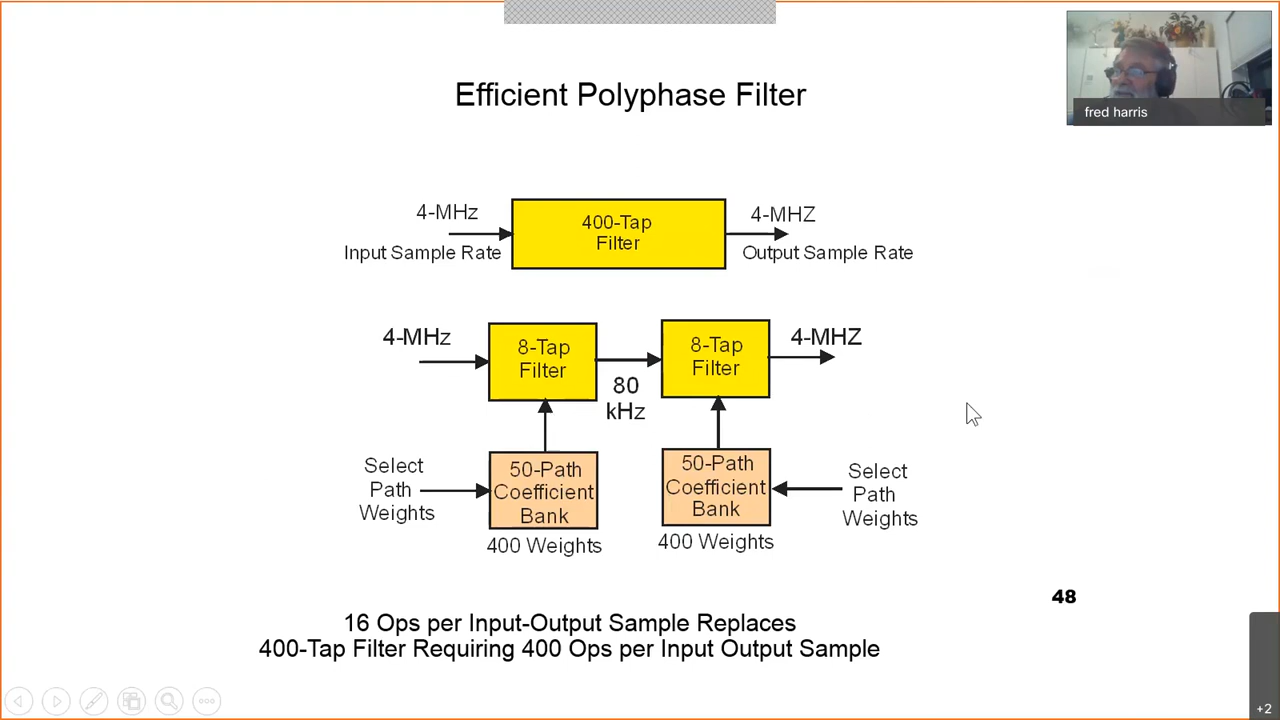 Efficient Polyphase Filter
fred harris
4-MHz
Input Sample Rate
400-Tap
Filter
4-MHZ
Output Sample Rate
4-MHz
8-Tap
Filter
80
kHz
8-Tap
Filter
4-MHZ
Select
Path
Weights
50-Path
Coefficient
Bank
400 Weights
50-Path
Coefficient
Bank
400 Weights
Select
Path
Weights
48
16 Ops per Input-Output Sample Replaces
400-Tap Filter Requiring 400 Ops per Input Output Sample
+2